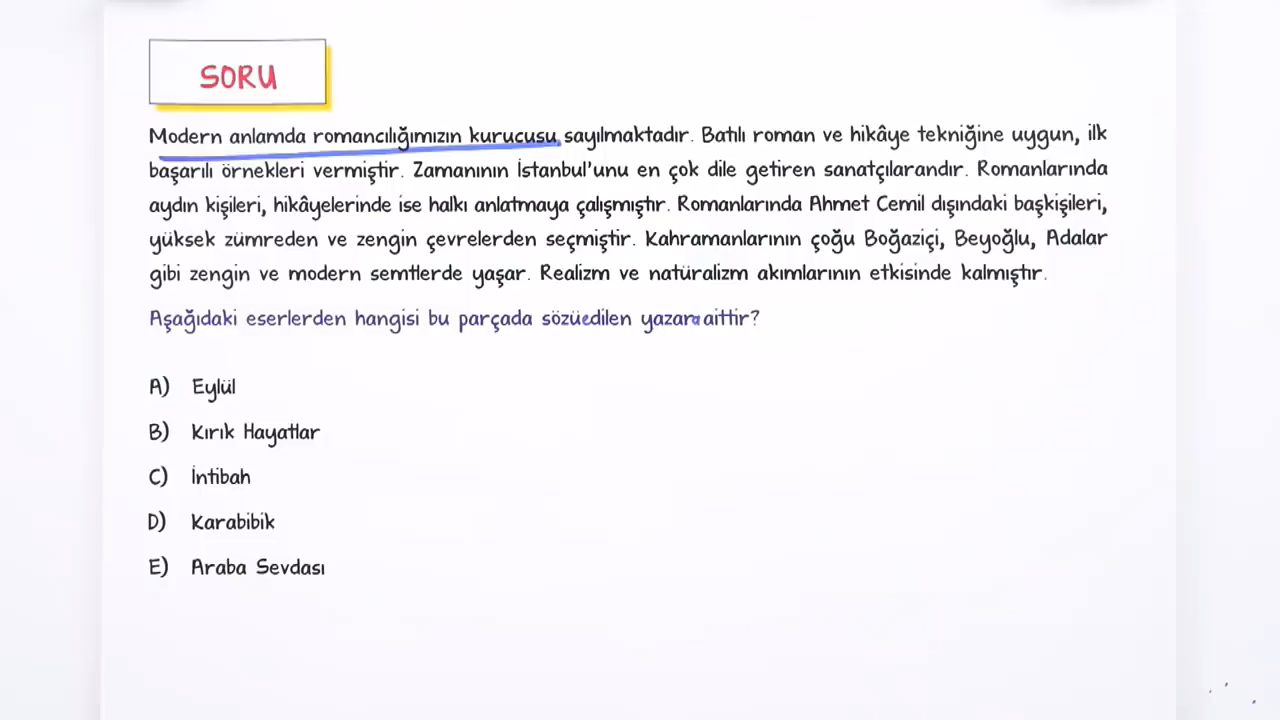 SORU
Modern anlamda romancılığımızın kurucusu sayılmaktadır. Batılı roman ve hikâye tekniğine uygun, ilk
başarılı örnekleri vermiştir. Zamanının İstanbul'unu en çok dile getiren sanatçılarandır. Romanlarında
aydın kişileri, hikâyelerinde ise halkı anlatmaya çalışmıştır. Romanlarında Ahmet Cemil dışındaki başkişileri,
yüksek zümreden ve zengin çevrelerden seçmiştir. Kahramanlarının çoğu Boğaziçi, Beyoğlu, Adalar
gibi zengin ve modern semtlerde yaşar. Realizm ve natüralizm akımlarının etkisinde kalmıştır.
Aşağıdaki eserlerden hangisi bu parçada sözü edilen yazara aittir?
A) Eylül
B) Kırık Hayatlar
C) İntibah
D) Karabibik
E) Araba Sevdası